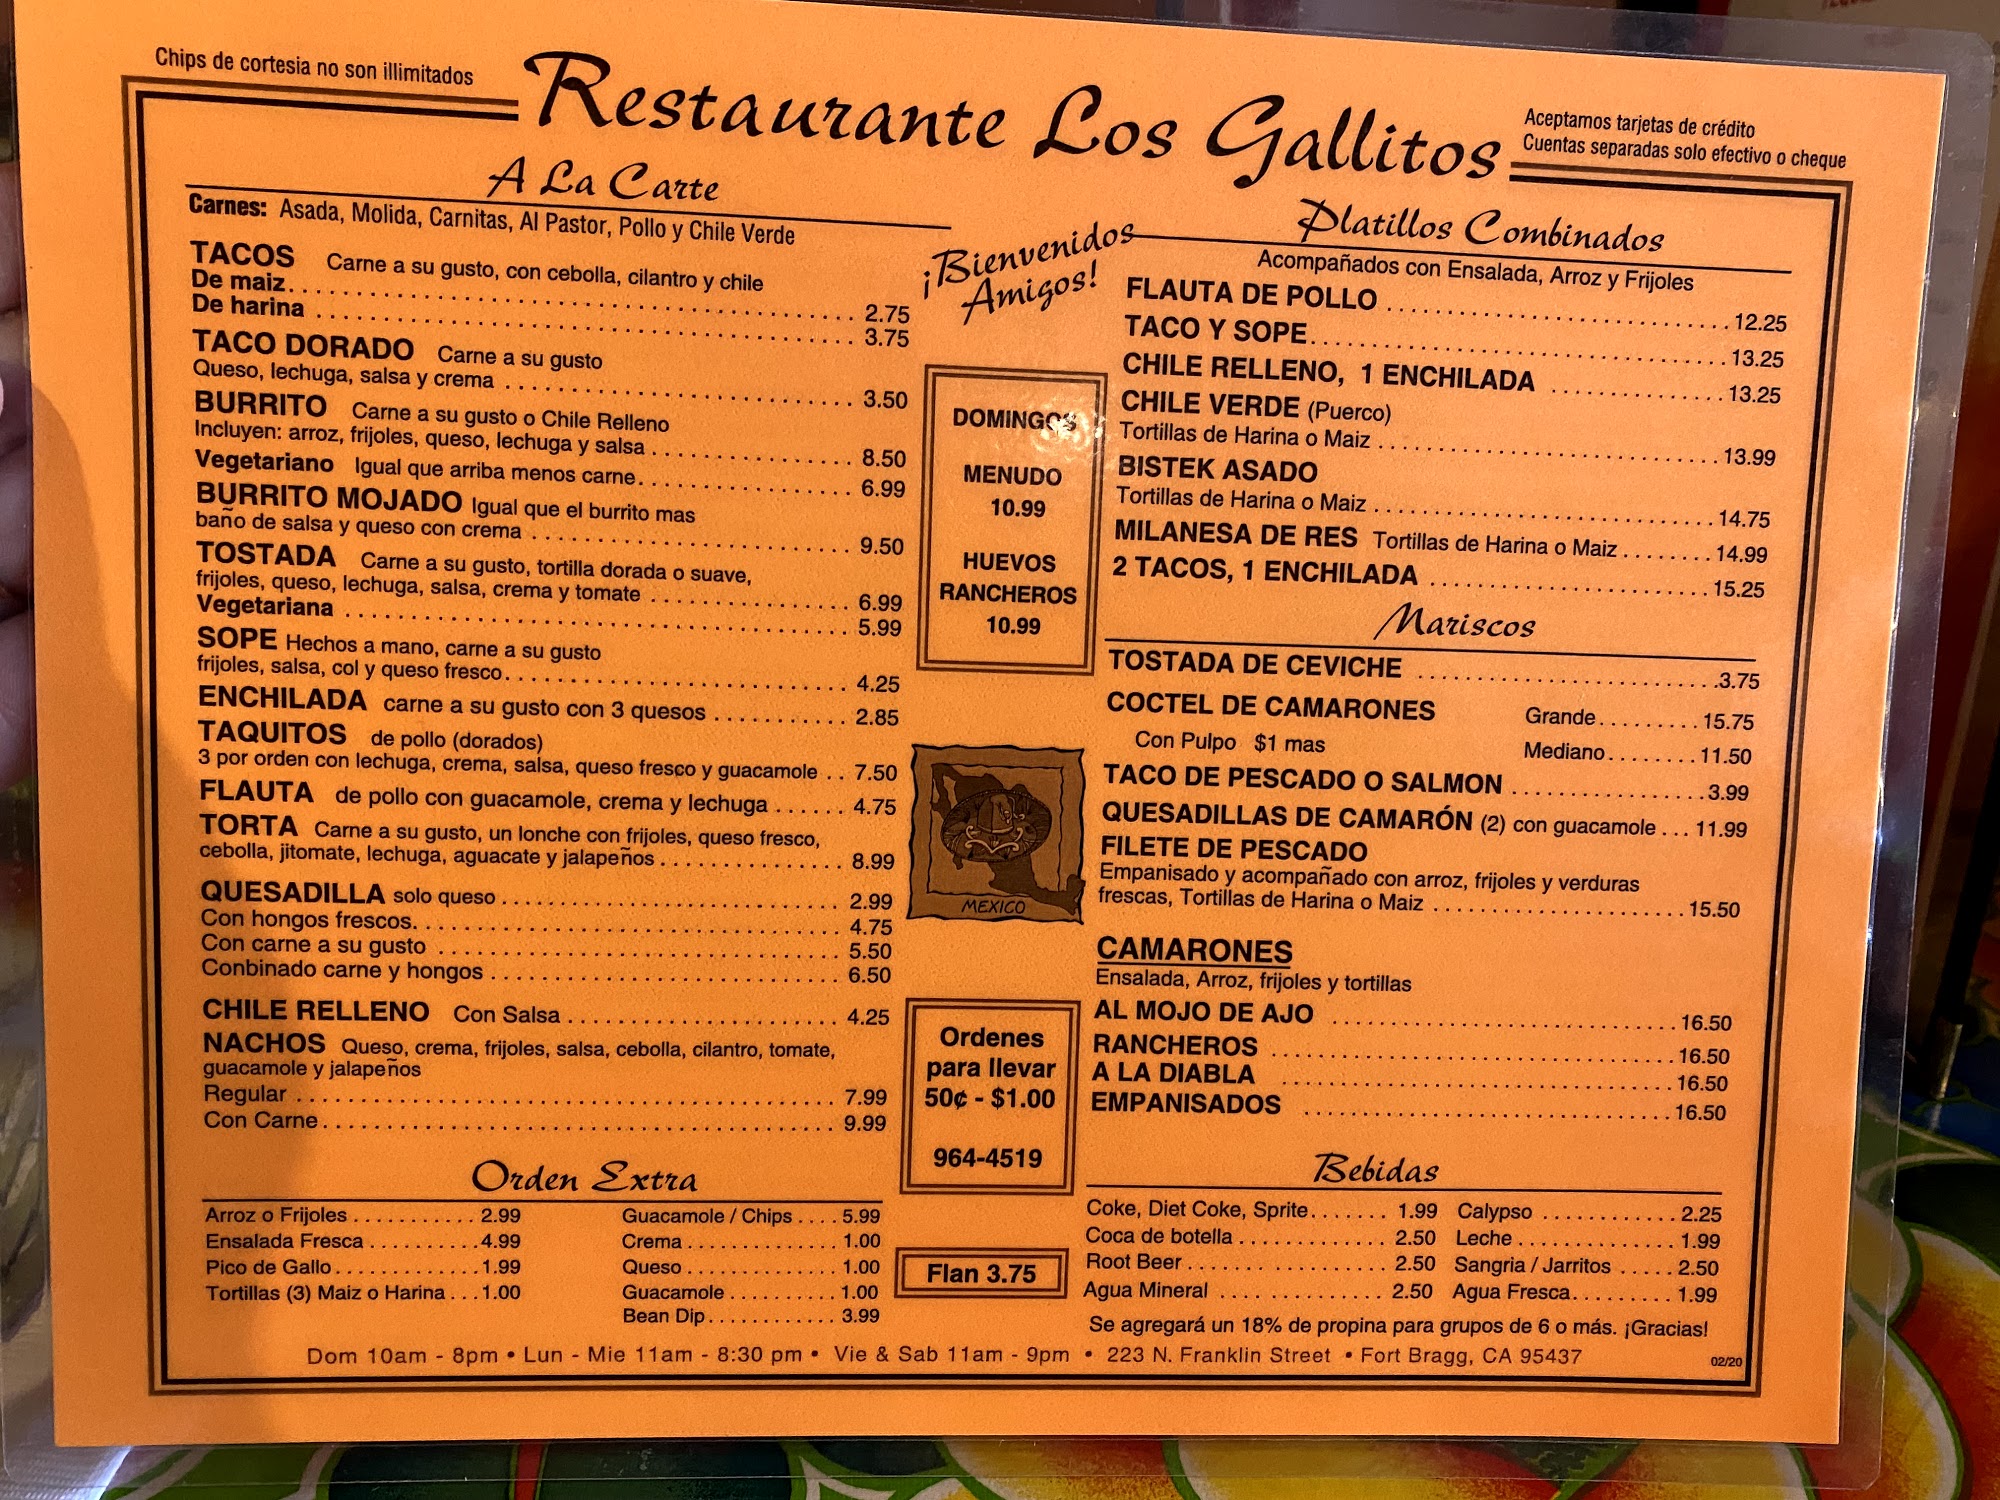 Chips de cortesia no son illimitados
Restaurante Los Gallitos
Aceptamos tarjetas de crédito
Cuentas separadas solo efectivo o cheque
A La Carte
Carnes: Asada, Molida, Carnitas, Al Pastor, Pollo y Chile Verde
TACOS Carne a su gusto, con cebolla, cilantro y chile
De maiz 2.75
De harina 3.75
TACO DORADO Carne a su gusto
Queso, lechuga, salsa y crema 3.50
BURRITO Carne a su gusto o Chile Relleno
Incluyen: arroz, frijoles, queso, lechuga y salsa 8.50
Vegetariano Igual que arriba menos carne 6.99
BURRITO MOJADO Igual que el burrito mas
baño de salsa y queso con crema 9.50
TOSTADA Carne a su gusto, tortilla dorada o suave,
frijoles, queso, lechuga, salsa, crema y tomate 6.99
Vegetariana 5.99
SOPE Hechos a mano, carne a su gusto
frijoles, salsa, col y queso fresco 4.25
ENCHILADA carne a su gusto con 3 quesos 2.85
TAQUITOS de pollo (dorados)
3 por orden con lechuga, crema, salsa, queso fresco y guacamole 7.50
FLAUTA de pollo con guacamole, crema y lechuga 4.75
TORTA Carne a su gusto, un lonche con frijoles, queso fresco,
cebolla, jitomate, lechuga, aguacate y jalapeños 8.99
QUESADILLA solo queso 2.99
Con hongos frescos 4.75
Con carne a su gusto 5.50
Conbinado carne y hongos 6.50
CHILE RELLENO Con Salsa 4.25
NACHOS Queso, crema, frijoles, salsa, cebolla, cilantro, tomate,
guacamole y jalapeños
Regular 7.99
Con Carne 9.99
Orden Extra
Arroz o Frijoles 2.99
Ensalada Fresca 4.99
Pico de Gallo 1.99
Tortillas (3) Maiz o Harina 1.00
Guacamole / Chips 5.99
Crema 1.00
Queso 1.00
Guacamole 1.00
Bean Dip 3.99
¡Bienvenidos
Amigos!
DOMINGOS
MENUDO
10.99
HUEVOS
RANCHEROS
10.99
MEXICO
Ordenes
para llevar
50¢ - $1.00
964-4519
Flan 3.75
Platillos Combinados
Acompañados con Ensalada, Arroz y Frijoles
FLAUTA DE POLLO 12.25
TACO Y SOPE 13.25
CHILE RELLENO, 1 ENCHILADA 13.25
CHILE VERDE (Puerco)
Tortillas de Harina o Maiz 13.99
BISTEK ASADO
Tortillas de Harina o Maiz 14.75
MILANESA DE RES Tortillas de Harina o Maiz 14.99
2 TACOS, 1 ENCHILADA 15.25
Mariscos
TOSTADA DE CEVICHE 3.75
COCTEL DE CAMARONES Grande 15.75
Con Pulpo $1 mas Mediano 11.50
TACO DE PESCADO O SALMON 3.99
QUESADILLAS DE CAMARÓN (2) con guacamole 11.99
FILETE DE PESCADO
Empanisado y acompañado con arroz, frijoles y verduras
frescas, Tortillas de Harina o Maiz 15.50
CAMARONES
Ensalada, Arroz, frijoles y tortillas
AL MOJO DE AJO 16.50
RANCHEROS 16.50
A LA DIABLA 16.50
EMPANISADOS 16.50
Bebidas
Coke, Diet Coke, Sprite 1.99
Coca de botella 2.50
Root Beer 2.50
Agua Mineral 2.50
Calypso 2.25
Leche 1.99
Sangria / Jarritos 2.50
Agua Fresca 1.99
Se agregará un 18% de propina para grupos de 6 o más. ¡Gracias!
Dom 10am - 8pm • Lun - Mie 11am - 8:30 pm • Vie & Sab 11am - 9pm • 223 N. Franklin Street • Fort Bragg, CA 95437
02/20